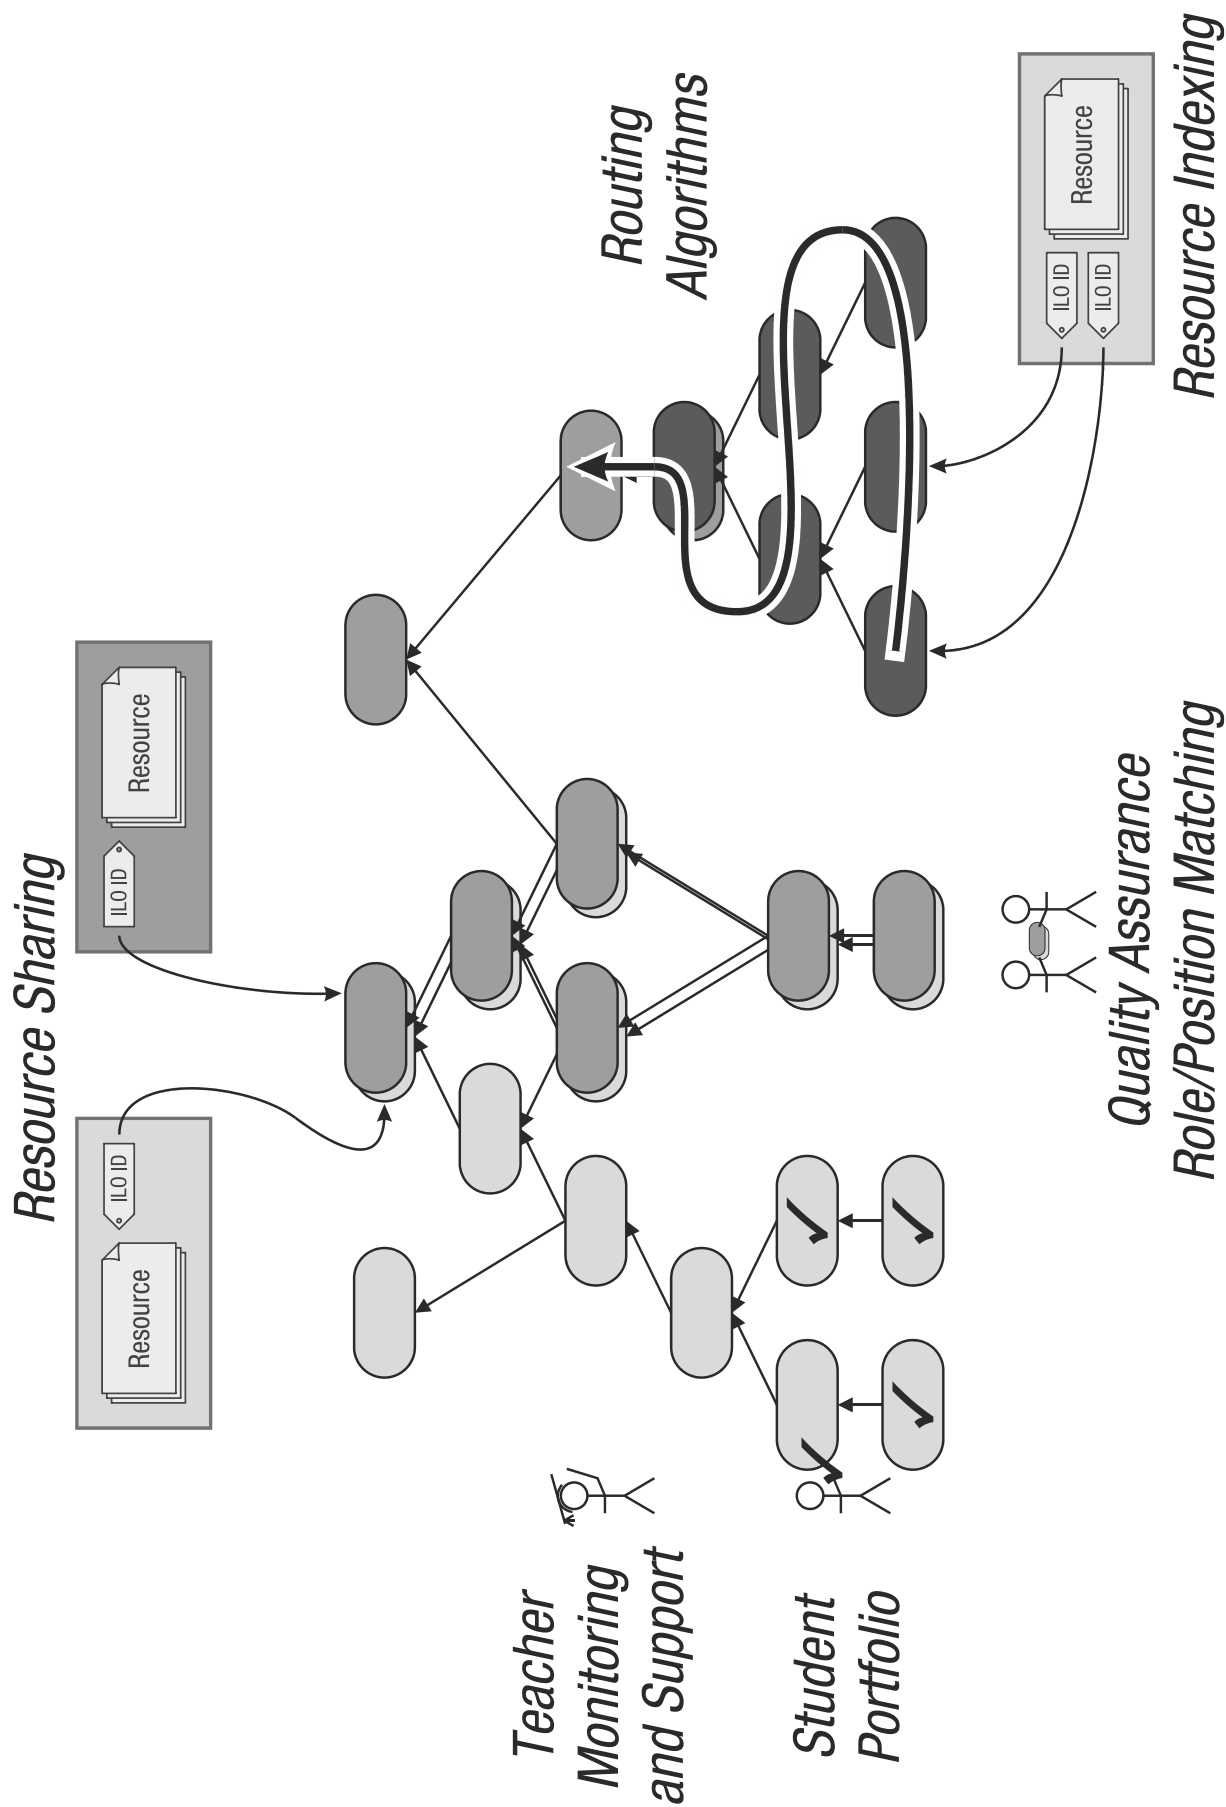 Resource Sharing
Resource
ILO ID
ILO ID
Resource
Teacher
Monitoring
and Support
Routing
Algorithms
Student
Portfolio
ILO ID
ILO ID
Resource
Quality Assurance
Role/Position Matching
Resource Indexing